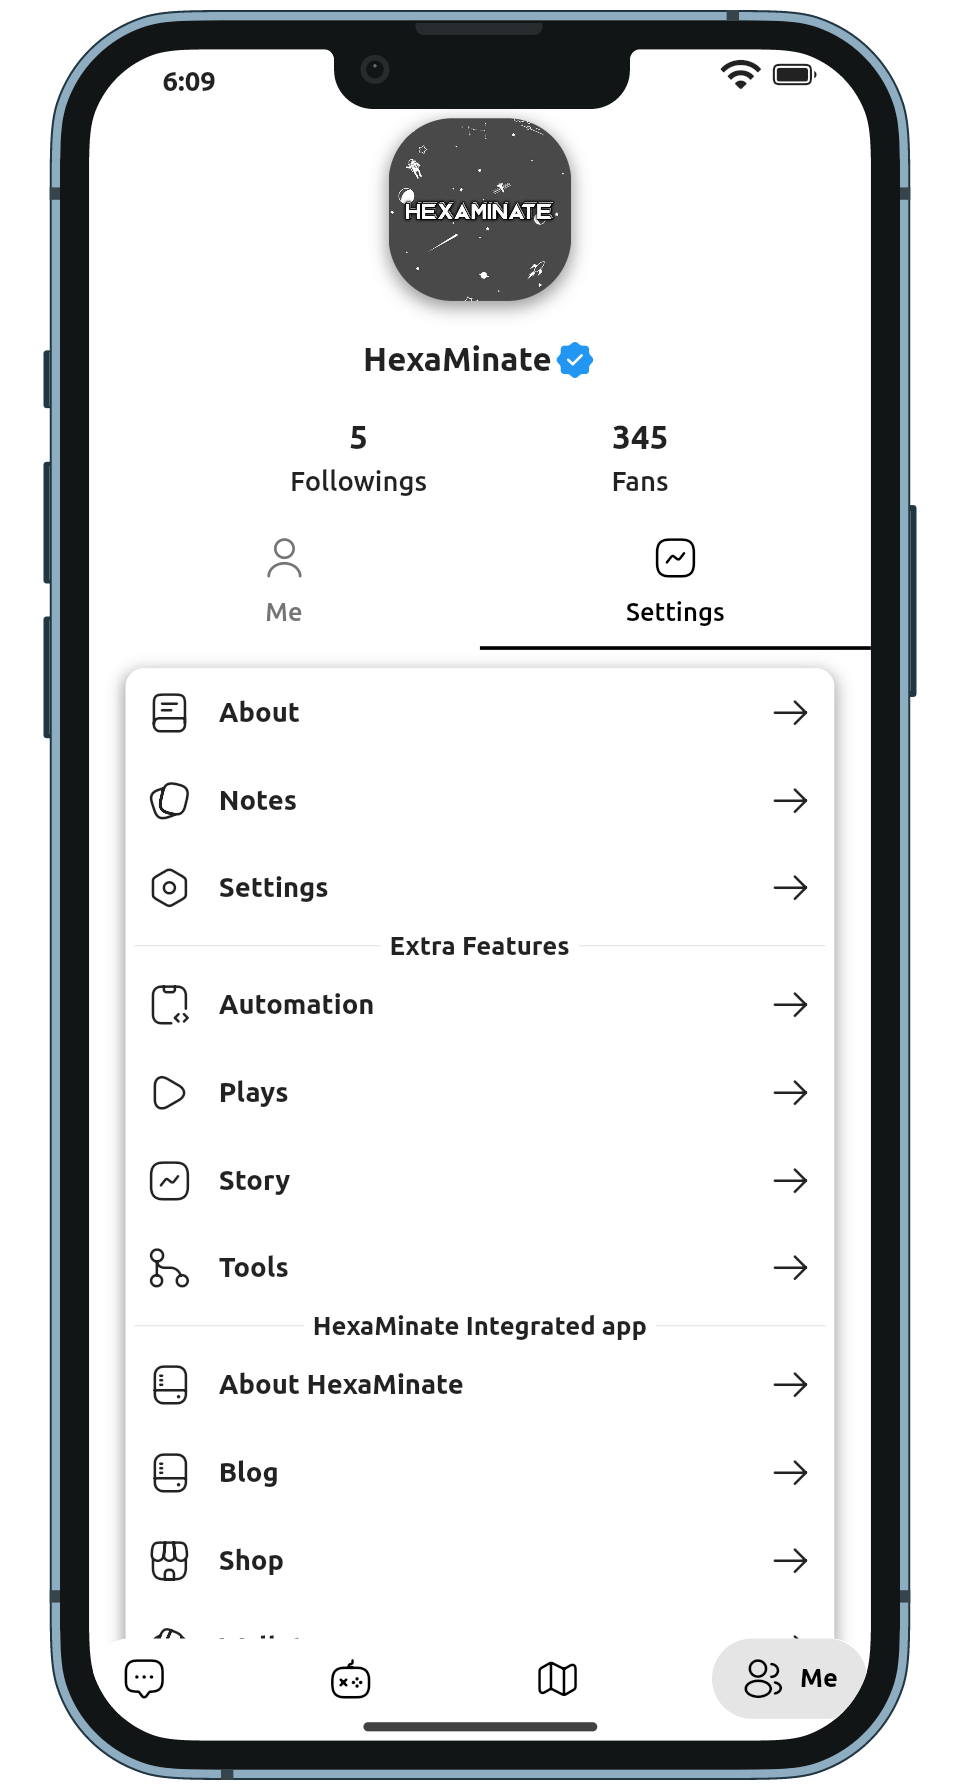 6:09
HEXAMINATE
HexaMinate
5
345
Followings
Fans
Me
Settings
About
Notes
Settings
Extra Features
Automation
Plays
Story
Tools
HexaMinate Integrated app
About HexaMinate
Blog
Shop
Me